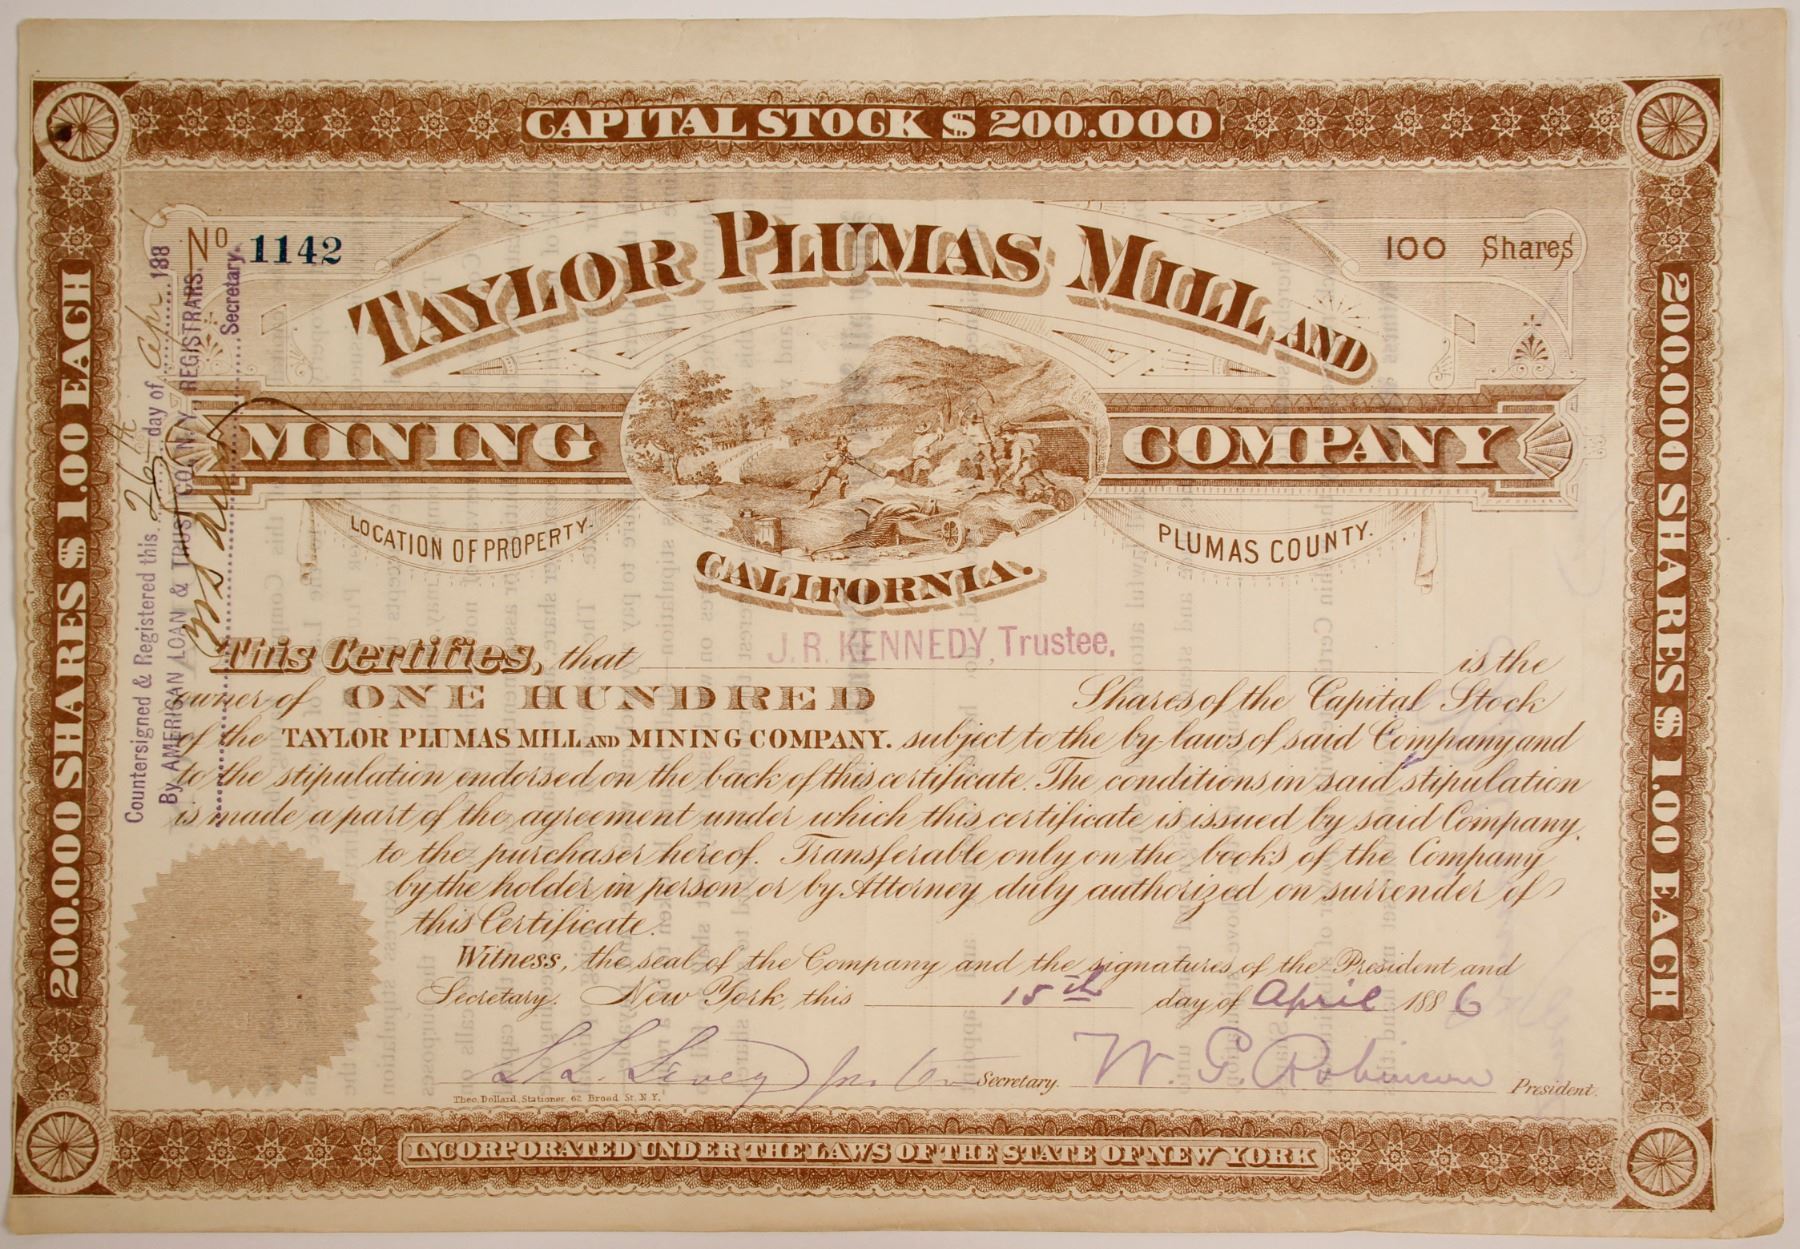 CAPITAL STOCK $ 200.000
No 1142
100 Shares
TAYLOR PLUMAS MILL AND
MINING COMPANY
LOCATION OF PROPERTY.
PLUMAS COUNTY.
CALIFORNIA.
This Certifies, that J. R. KENNEDY, Trustee, is the
owner of ONE HUNDRED Shares of the Capital Stock
of the TAYLOR PLUMAS MILL AND MINING COMPANY. subject to the by-laws of said Company and
to the stipulation endorsed on the back of this certificate. The conditions in said stipulation
is made a part of the agreement under which this certificate is issued by said Company,
to the purchaser hereof. Transferable only on the books of the Company
by the holder in person or by Attorney duly authorized on surrender of
this Certificate.
Witness, the seal of the Company and the signatures of the President and
Secretary. New York, this 15th day of April 1886
Secretary. W. G. Robinson President.
Theo. Dollard, Stationer, 62 Broad St. N.Y.
INCORPORATED UNDER THE LAWS OF THE STATE OF NEW YORK
200.000 SHARES $ 1.00 EACH
200.000 SHARES $ 1.00 EACH
Countersigned & Registered this 26th day of Apr 188
By AMERICAN LOAN & TRUST COM'N'Y, REGISTRARS.
Secretary.